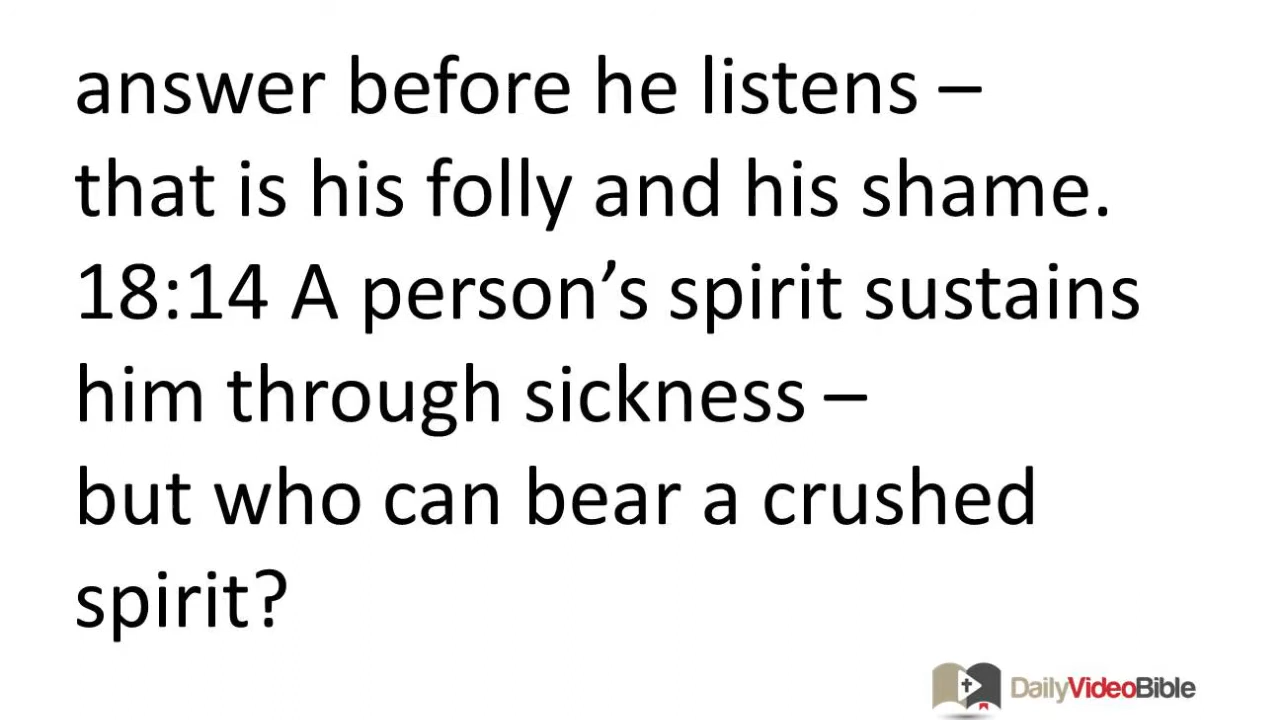 answer before he listens –
that is his folly and his shame.
18:14 A person’s spirit sustains
him through sickness –
but who can bear a crushed
spirit?
DailyVideoBible